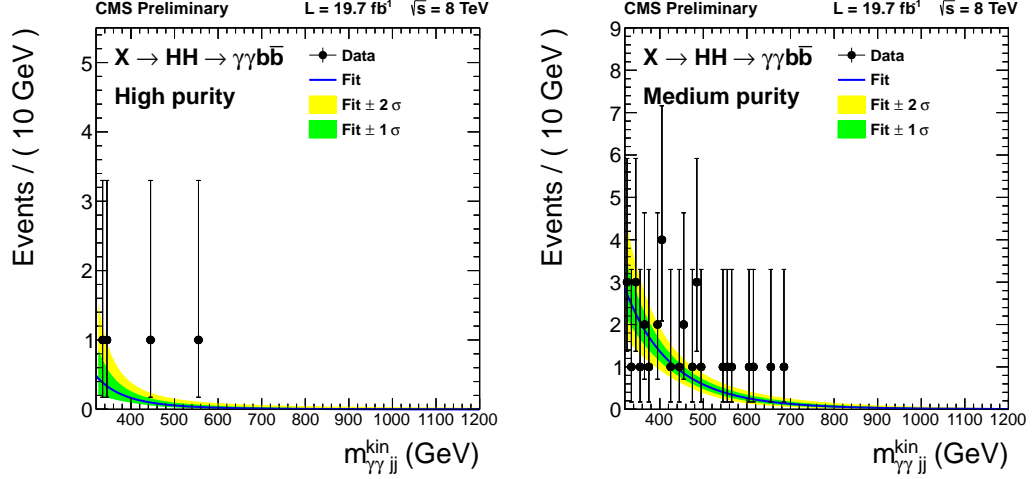 CMS Preliminary L = 19.7 fb⁻¹ √s = 8 TeV
X → HH → γγbb̅
High purity
Data
Fit
Fit ± 2 σ
Fit ± 1 σ
Events / ( 10 GeV )
5
4
3
2
1
0
400 500 600 700 800 900 1000 1100 1200
m^kin_γγ jj (GeV)
CMS Preliminary L = 19.7 fb⁻¹ √s = 8 TeV
X → HH → γγbb̅
Medium purity
Data
Fit
Fit ± 2 σ
Fit ± 1 σ
Events / ( 10 GeV )
9
8
7
6
5
4
3
2
1
0
400 500 600 700 800 900 1000 1100 1200
m^kin_γγ jj (GeV)